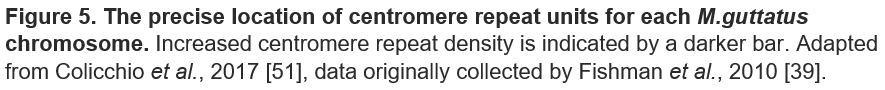 Figure 5. The precise location of centromere repeat units for each M.guttatus
chromosome. Increased centromere repeat density is indicated by a darker bar. Adapted
from Colicchio et al., 2017 [51], data originally collected by Fishman et al., 2010 [39].